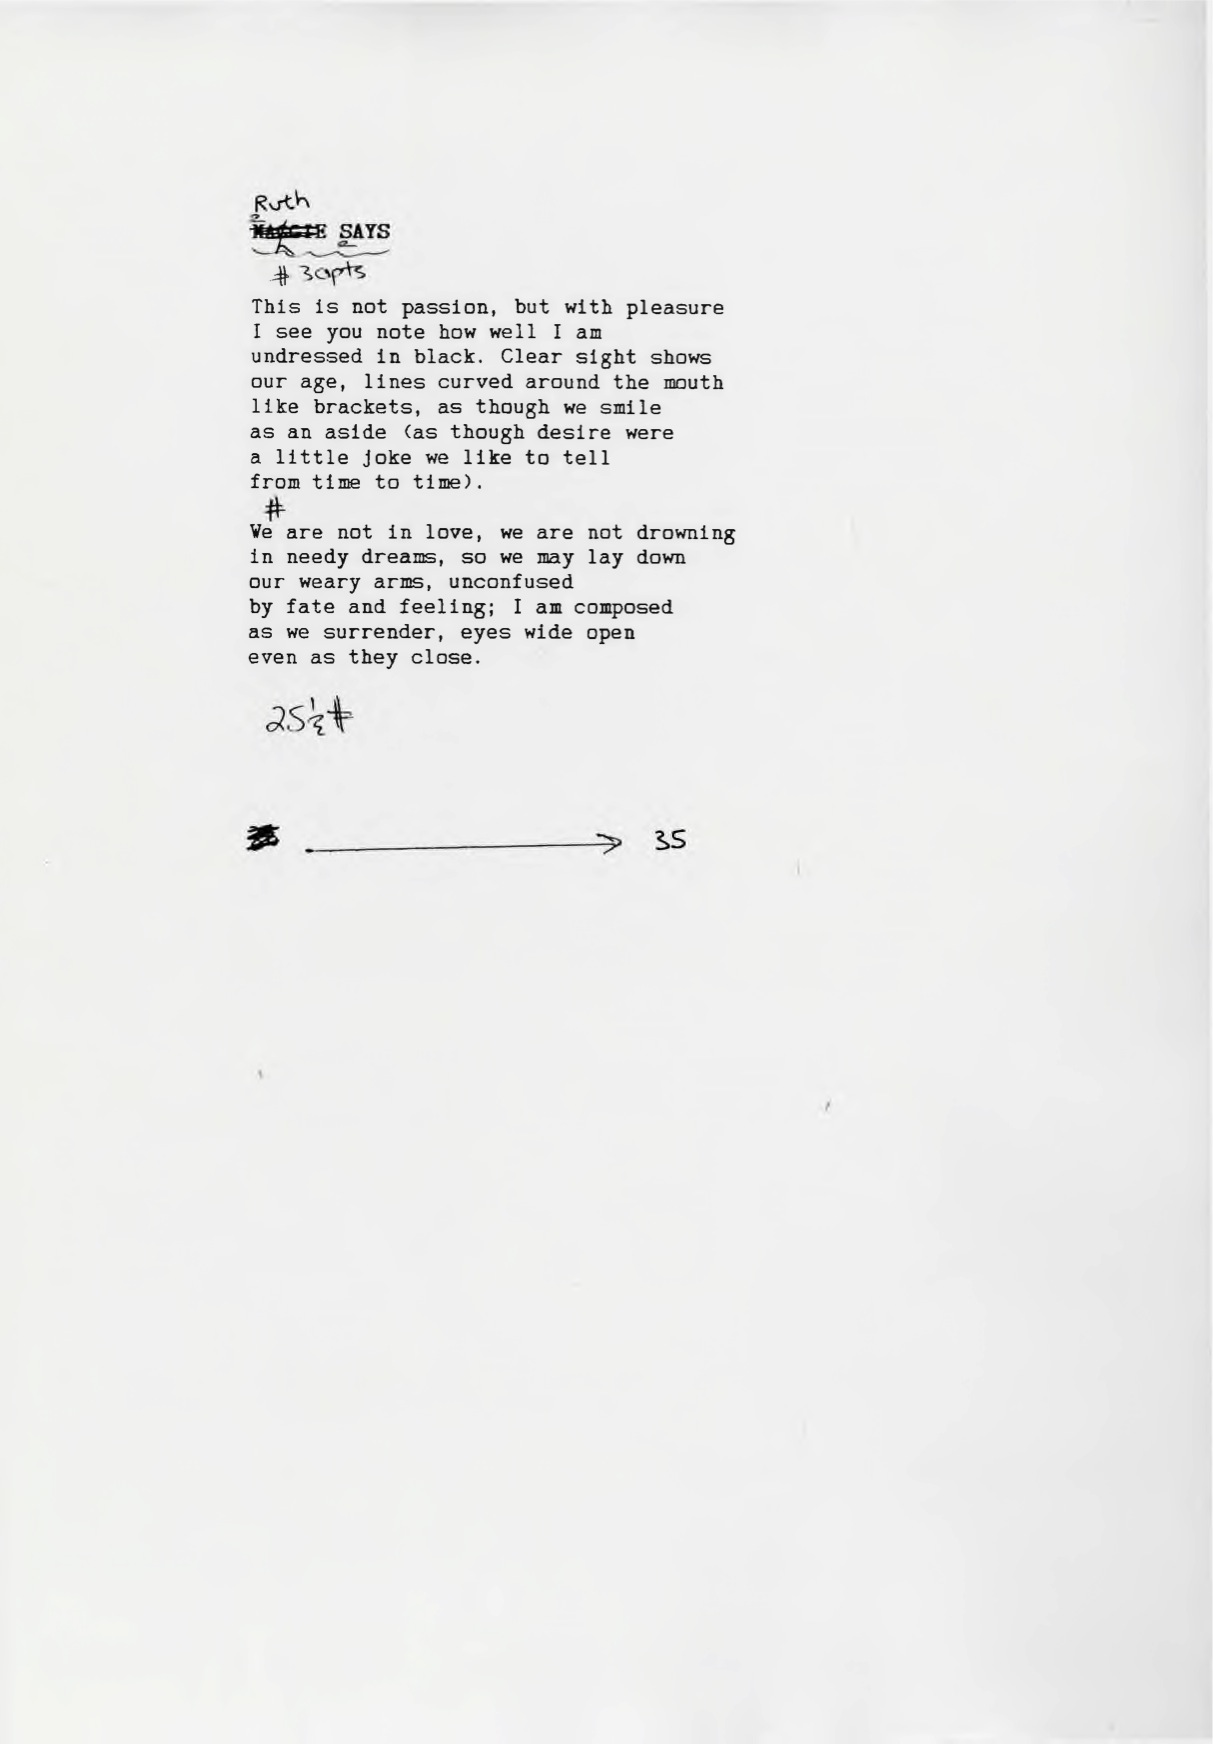 Ruth
MAGGIE SAYS
# 30pts
This is not passion, but with pleasure
I see you note how well I am
undressed in black. Clear sight shows
our age, lines curved around the mouth
like brackets, as though we smile
as an aside (as though desire were
a little joke we like to tell
from time to time).
#
We are not in love, we are not drowning
in needy dreams, so we may lay down
our weary arms, unconfused
by fate and feeling; I am composed
as we surrender, eyes wide open
even as they close.
25½#
35